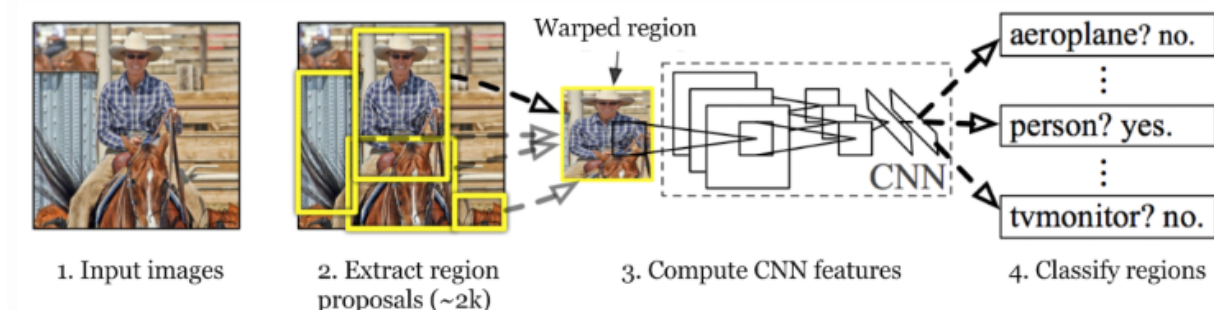 Warped region
aeroplane? no.
⋮
person? yes.
⋮
tvmonitor? no.
CNN
1. Input images
2. Extract region
proposals (~2k)
3. Compute CNN features
4. Classify regions